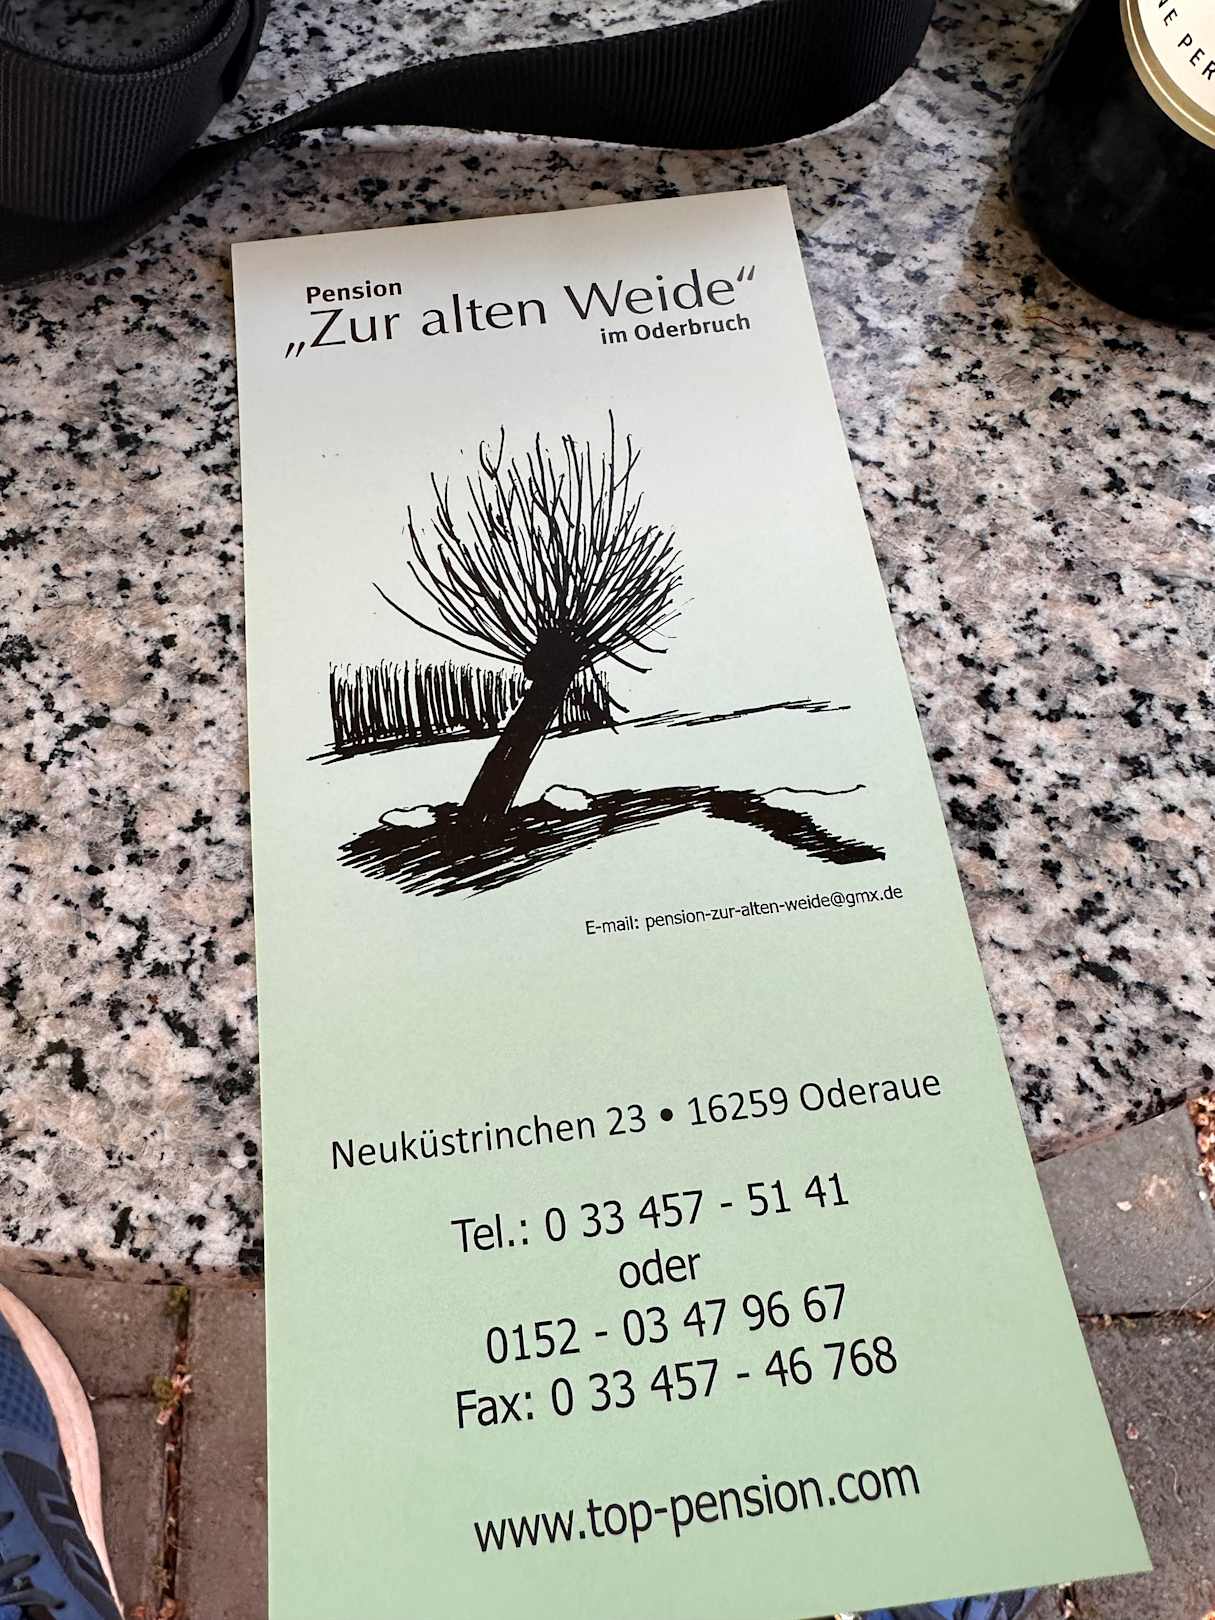 NE PER
Pension
„Zur alten Weide“
im Oderbruch
E-mail: pension-zur-alten-weide@gmx.de
Neuküstrinchen 23 • 16259 Oderaue
Tel.: 0 33 457 - 51 41
oder
0152 - 03 47 96 67
Fax: 0 33 457 - 46 768
www.top-pension.com